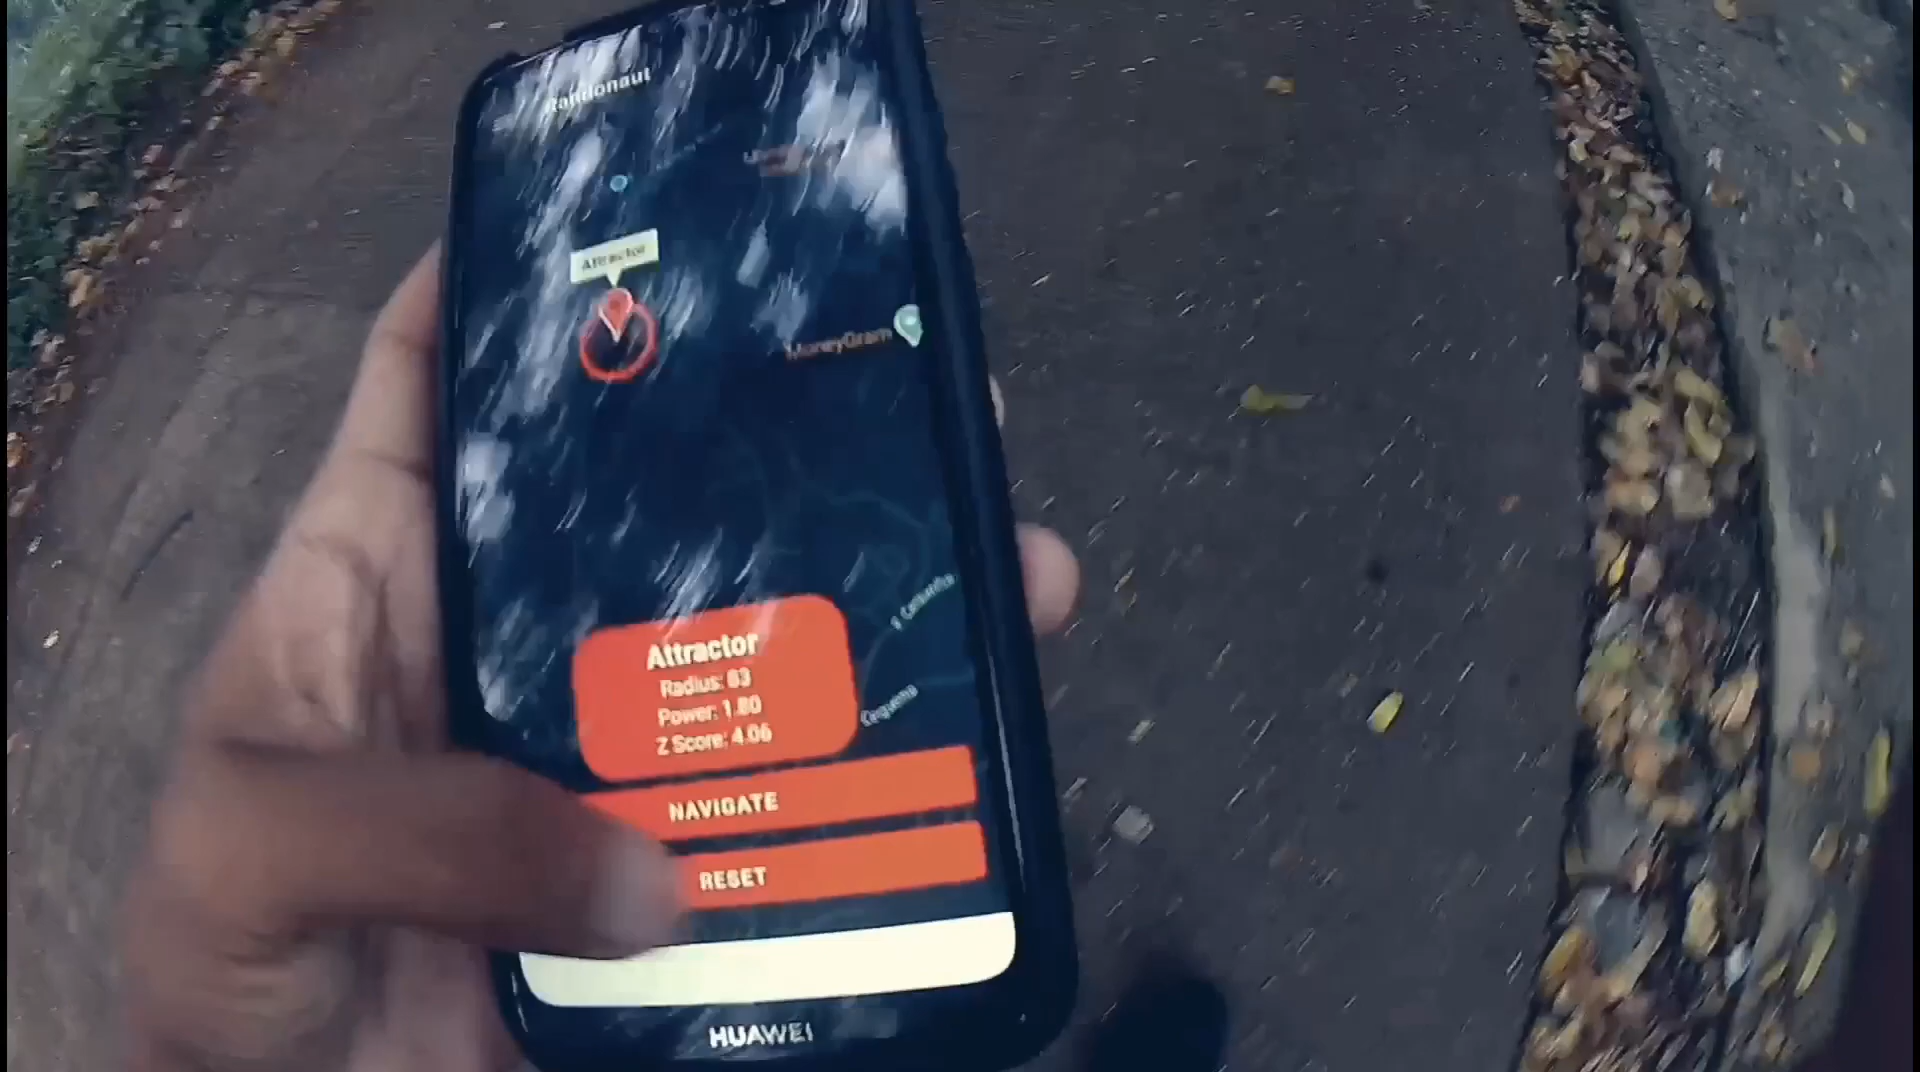 Randonaut
Attractor
MoneyGram
Attractor
Radius: 83
Power: 1.80
Z Score: 4.06
NAVIGATE
RESET
HUAWEI